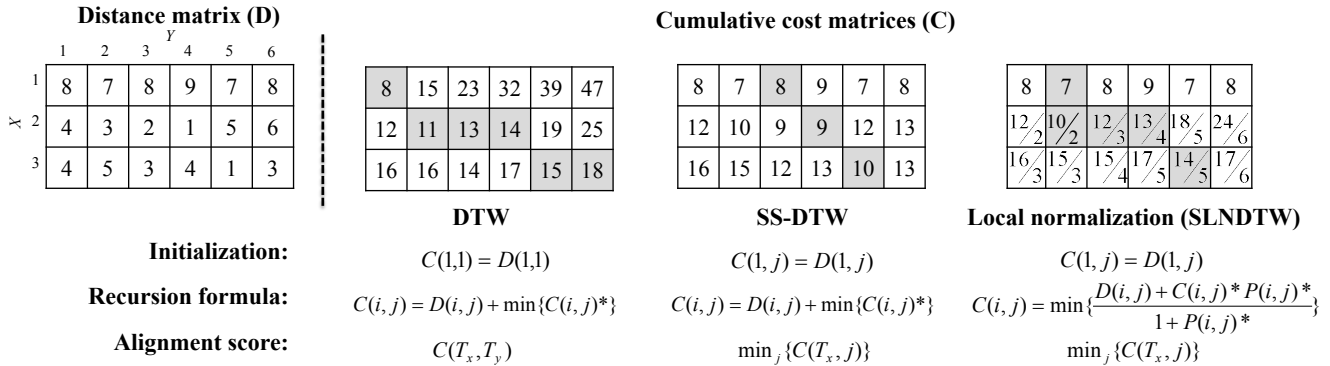 Distance matrix (D)
Cumulative cost matrices (C)
Y
1 2 3 4 5 6
X
1 8 7 8 9 7 8
2 4 3 2 1 5 6
3 4 5 3 4 1 3
8 15 23 32 39 47
12 11 13 14 19 25
16 16 14 17 15 18
8 7 8 9 7 8
12 10 9 9 12 13
16 15 12 13 10 13
8 7 8 9 7 8
12/2 10/2 12/3 13/4 18/5 24/6
16/3 15/3 15/4 17/5 14/5 17/6
DTW
SS-DTW
Local normalization (SLNDTW)
Initialization:
C(1,1) = D(1,1)
C(1, j) = D(1, j)
C(1, j) = D(1, j)
Recursion formula:
C(i, j) = D(i, j) + min{C(i, j)*}
C(i, j) = D(i, j) + min{C(i, j)*}
C(i, j) = min{ D(i, j) + C(i, j)* P(i, j)* / 1 + P(i, j)* }
Alignment score:
C(Tx, Ty)
minj{C(Tx, j)}
minj{C(Tx, j)}